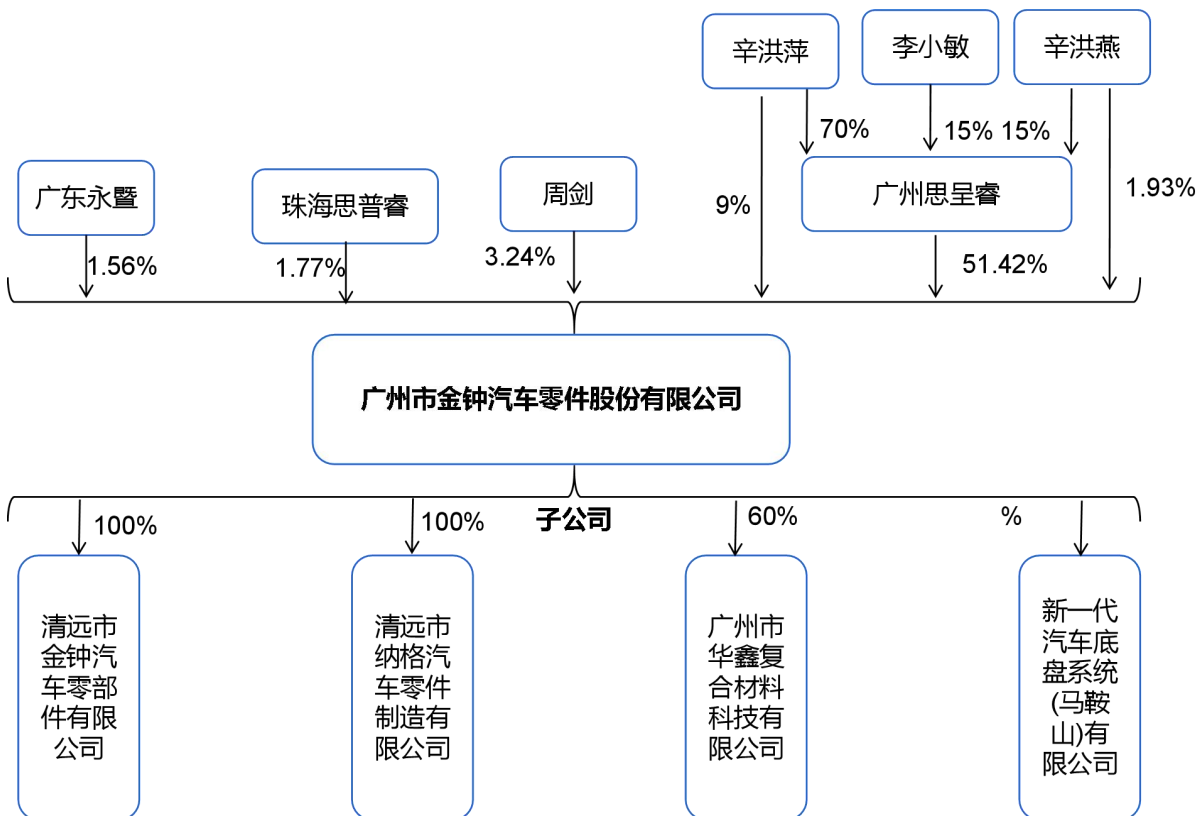 辛洪萍
李小敏
辛洪燕
70%
15%
15%
广东永暨
珠海思普睿
周剑
9%
广州思呈睿
1.93%
1.56%
1.77%
3.24%
51.42%
广州市金钟汽车零件股份有限公司
子公司
100%
100%
60%
%
清远市
金钟汽
车零部
件有限
公司
清远市
纳格汽
车零件
制造有
限公司
广州市
华鑫复
合材料
科技有
限公司
新一代
汽车底
盘系统
(马鞍
山)有
限公司